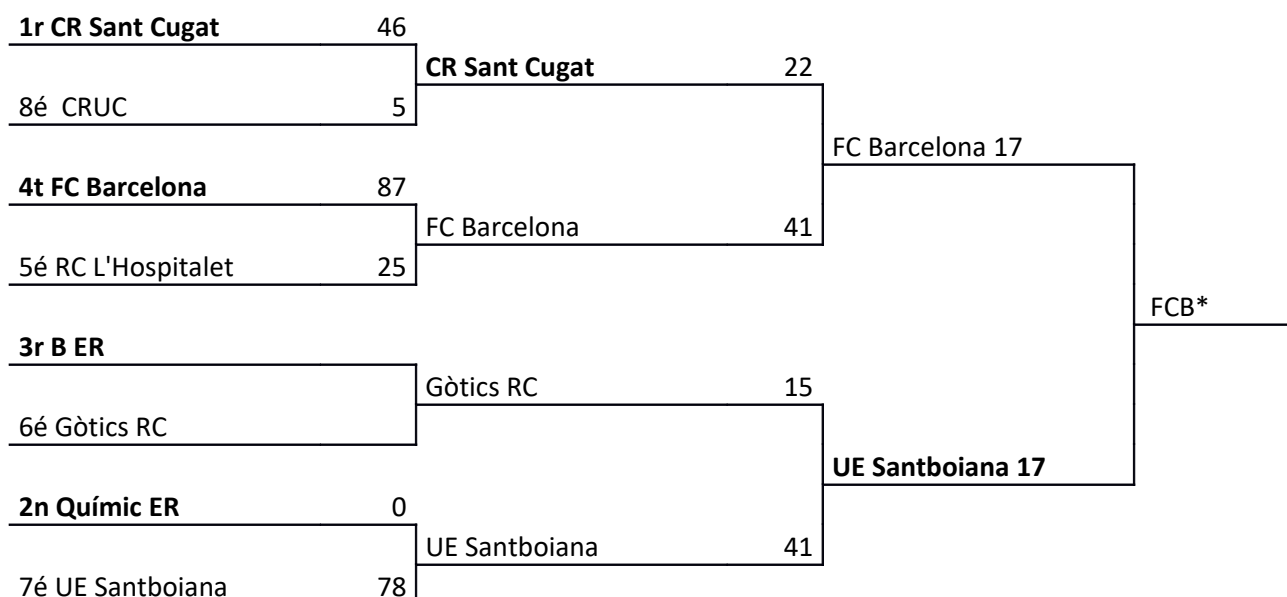 1r CR Sant Cugat 46
CR Sant Cugat 22
8é CRUC 5
FC Barcelona 17
4t FC Barcelona 87
FC Barcelona 41
5é RC L'Hospitalet 25
FCB*
3r B ER
Gòtics RC 15
6é Gòtics RC
UE Santboiana 17
2n Químic ER 0
UE Santboiana 41
7é UE Santboiana 78